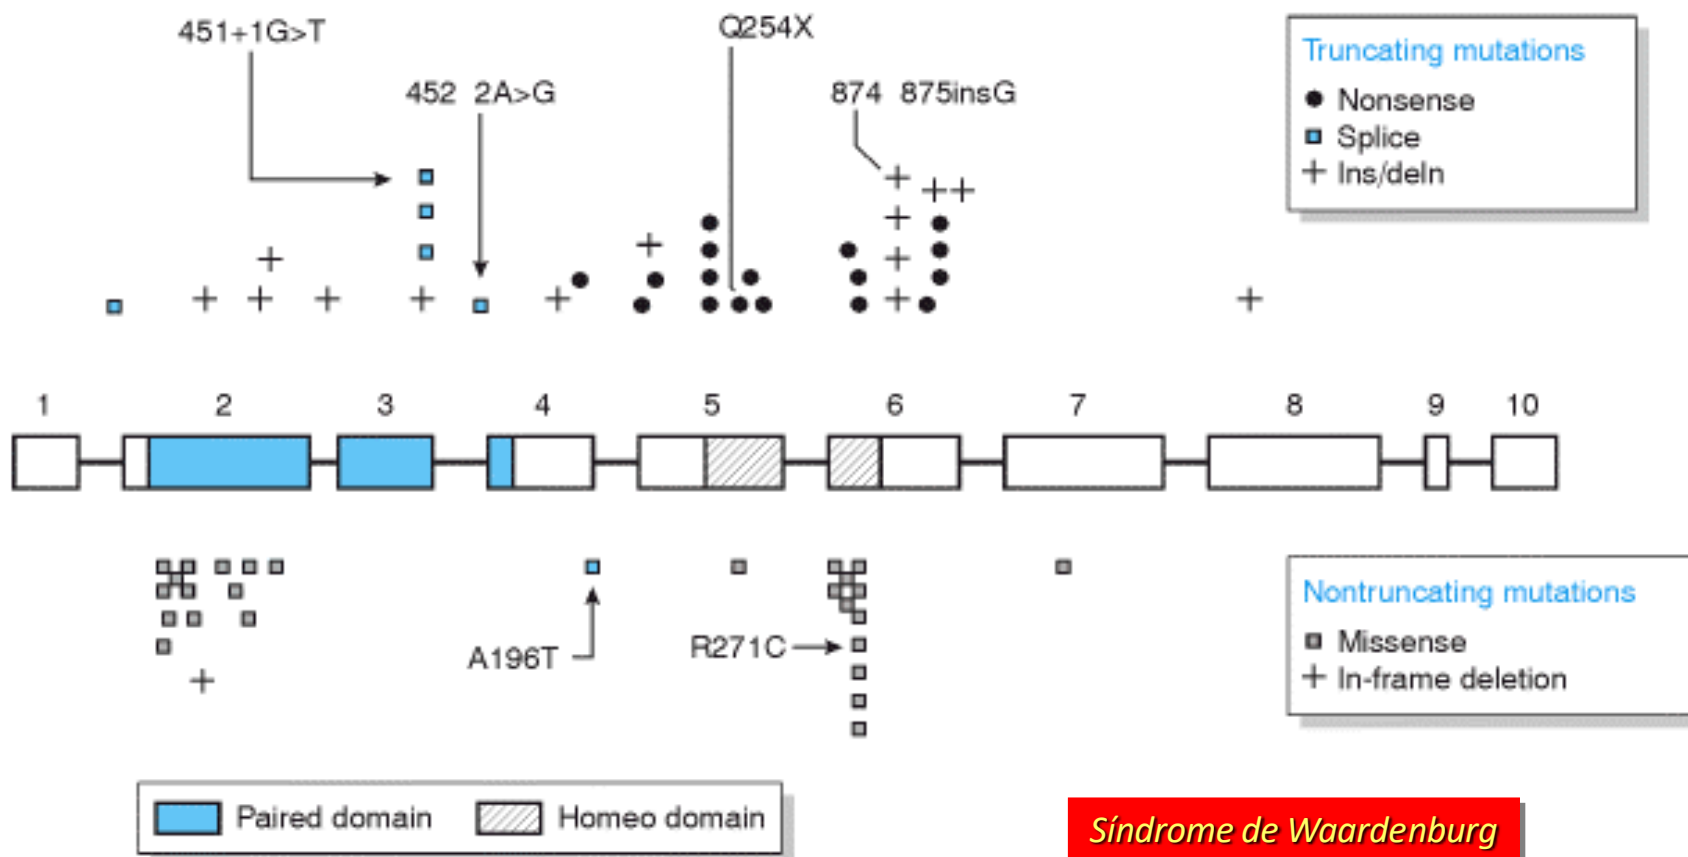 451+1G>T
Q254X
452 2A>G
874 875insG
Truncating mutations
Nonsense
Splice
Ins/deln
1 2 3 4 5 6 7 8 9 10
A196T
R271C
Nontruncating mutations
Missense
In-frame deletion
Paired domain Homeo domain
Síndrome de Waardenburg